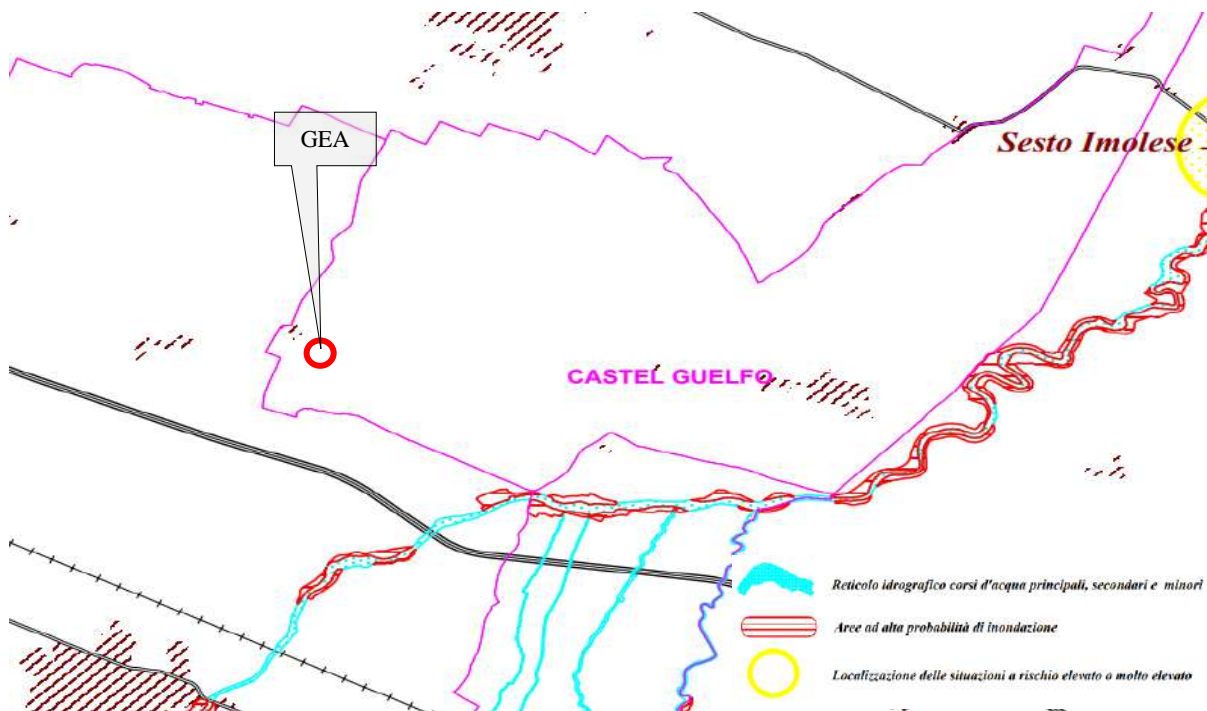 GEA
Sesto Imolese
CASTEL GUELFO
Reticolo idrografico corsi d'acqua principali, secondari e minori
Aree ad alta probabilità di inondazione
Localizzazione delle situazioni a rischio elevato o molto elevato